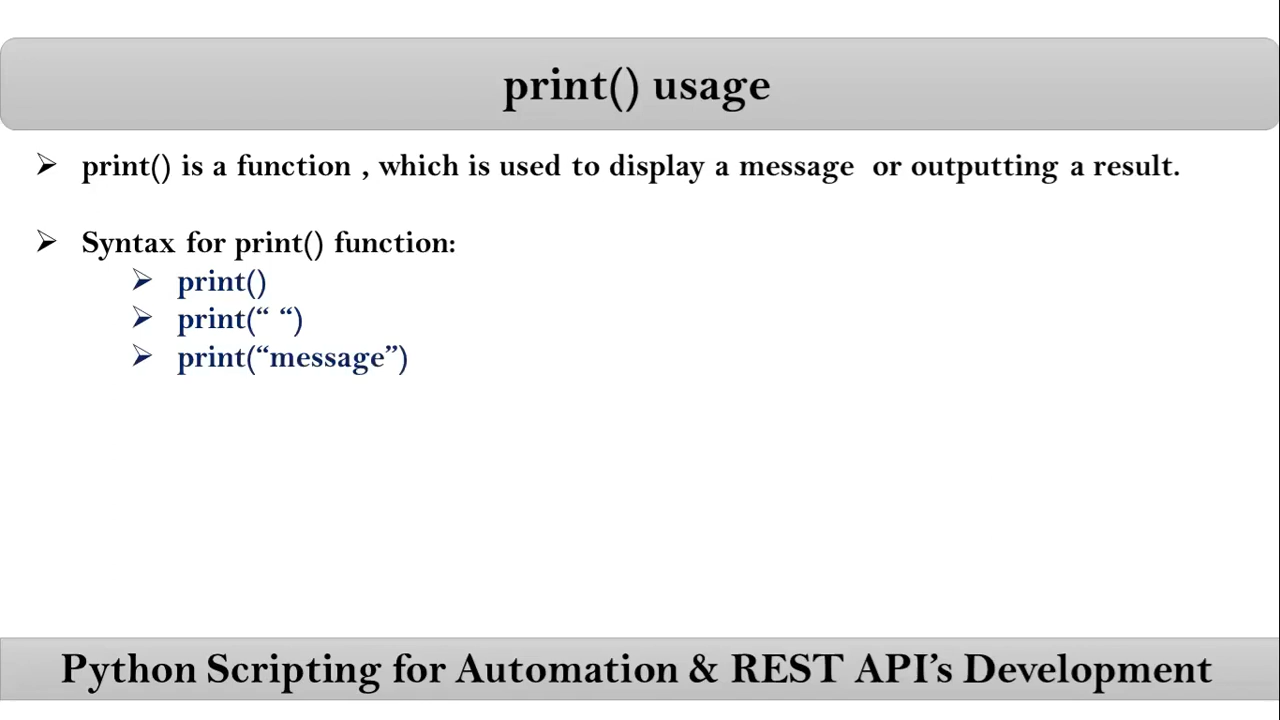 print() usage
print() is a function , which is used to display a message  or outputting a result.
Syntax for print() function:
print()
print(“ “)
print(“message”)
Python Scripting for Automation & REST API’s Development